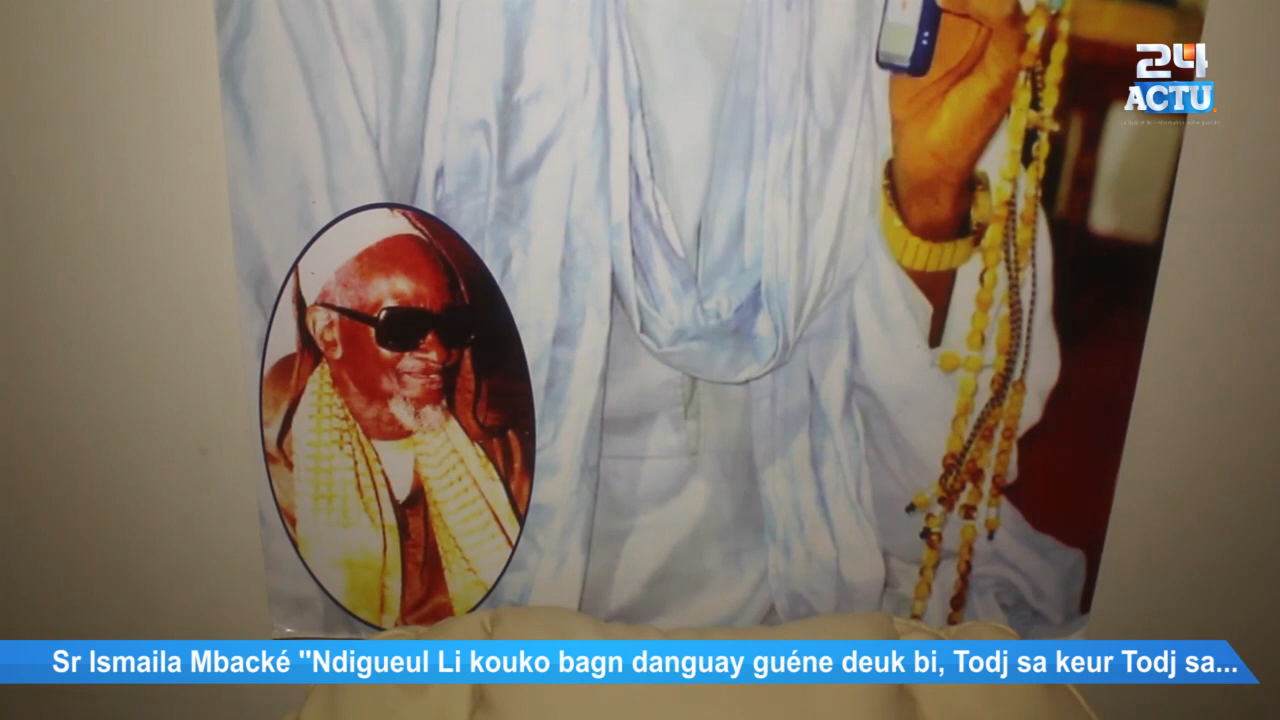 24
ACTU
Sr Ismaila Mbacké "Ndigueul Li kouko bagn danguay guéne deuk bi, Todj sa keur Todj sa...